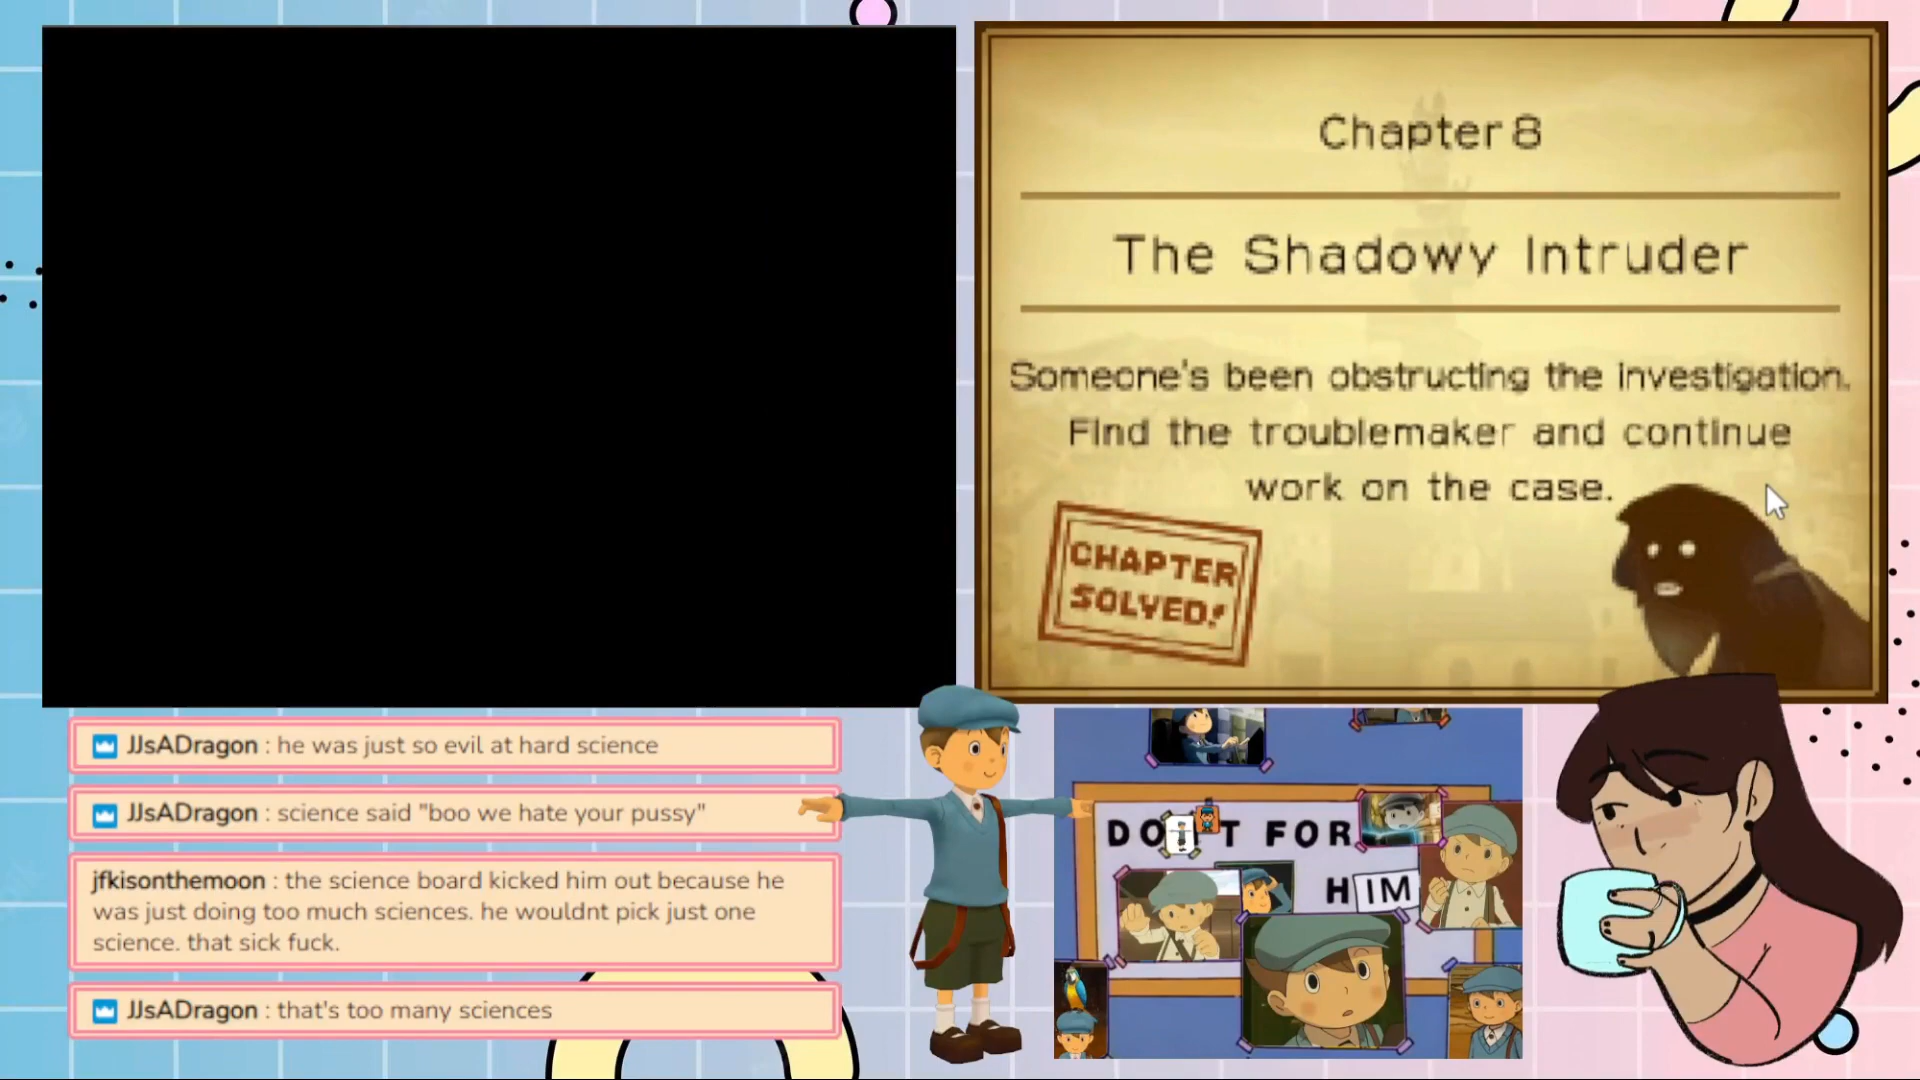 Chapter 8
The Shadowy Intruder
Someone's been obstructing the investigation.
Find the troublemaker and continue
work on the case.
CHAPTER
SOLVED!
JJsADragon : he was just so evil at hard science
JJsADragon : science said "boo we hate your pussy"
jfkisonthemoon : the science board kicked him out because he
was just doing too much sciences. he wouldnt pick just one
science. that sick fuck.
JJsADragon : that's too many sciences
DO T FOR
HIM